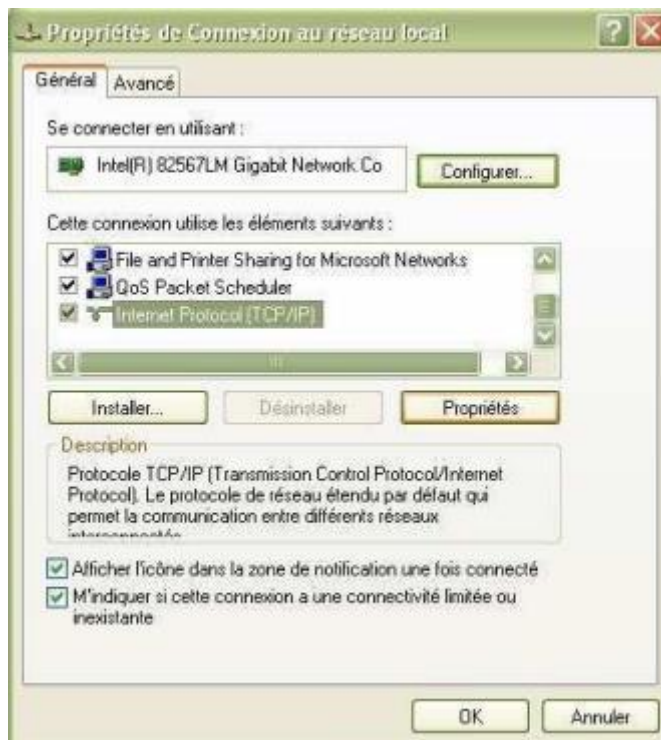 Propriétés de Connexion au réseau local
Général
Avancé
Se connecter en utilisant :
Intel(R) 82567LM Gigabit Network Co
Configurer...
Cette connexion utilise les éléments suivants :
File and Printer Sharing for Microsoft Networks
QoS Packet Scheduler
Internet Protocol (TCP/IP)
Installer...
Désinstaller
Propriétés
Description
Protocole TCP/IP (Transmission Control Protocol/Internet
Protocol). Le protocole de réseau étendu par défaut qui
permet la communication entre différents réseaux
interconnectés.
Afficher l'icône dans la zone de notification une fois connecté
M'indiquer si cette connexion a une connectivité limitée ou
inexistante
OK
Annuler